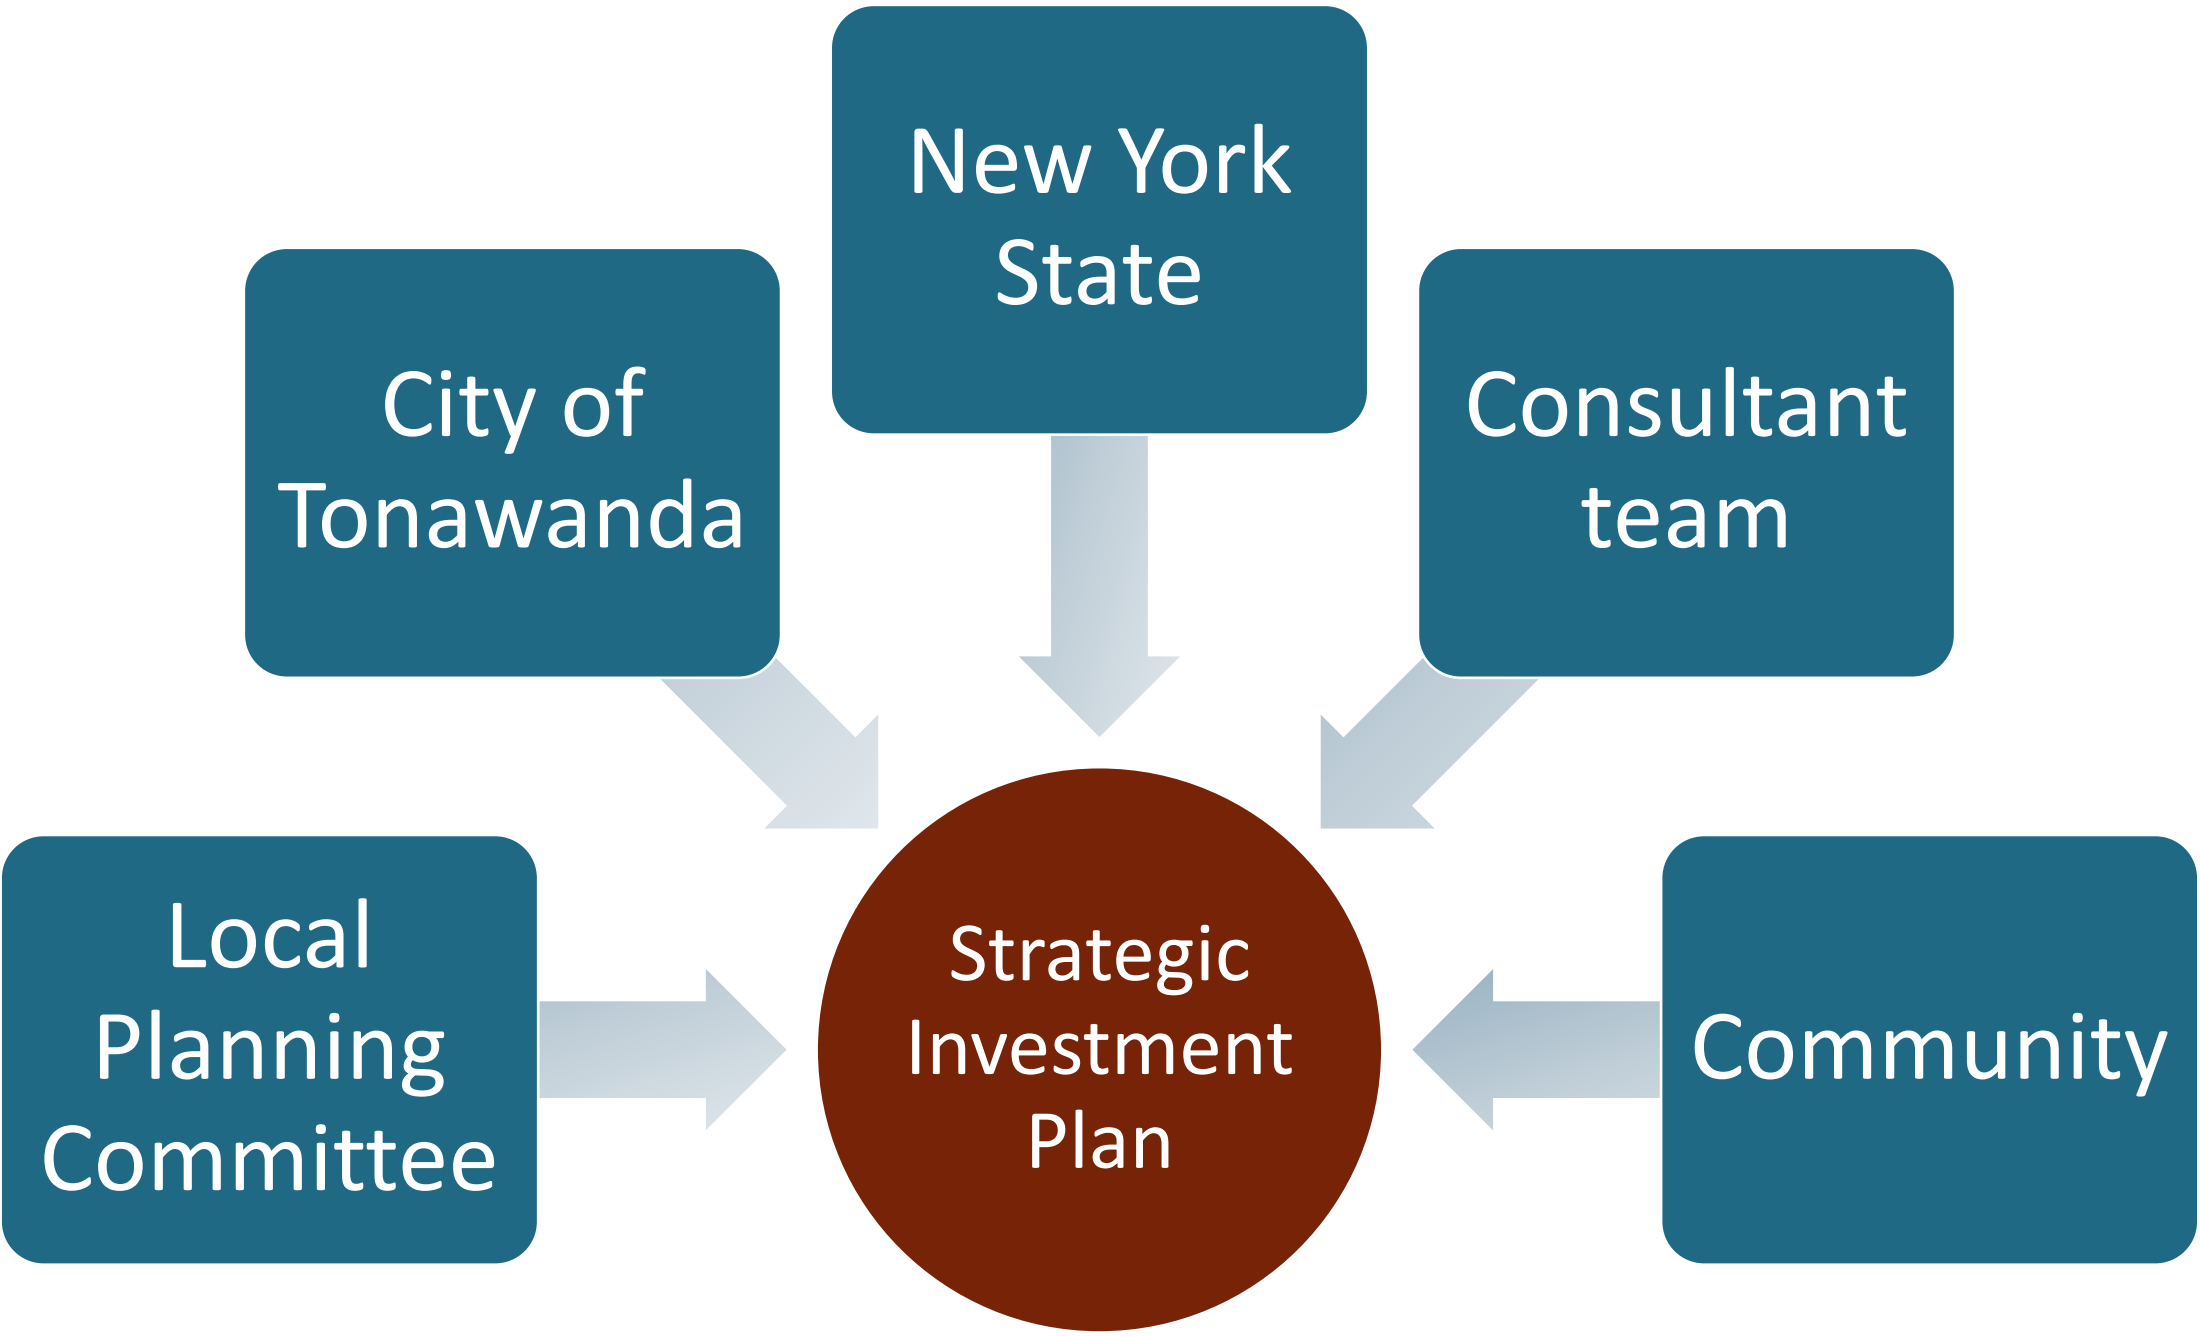 New York
State
City of
Tonawanda
Consultant
team
Local
Planning
Committee
Strategic
Investment
Plan
Community